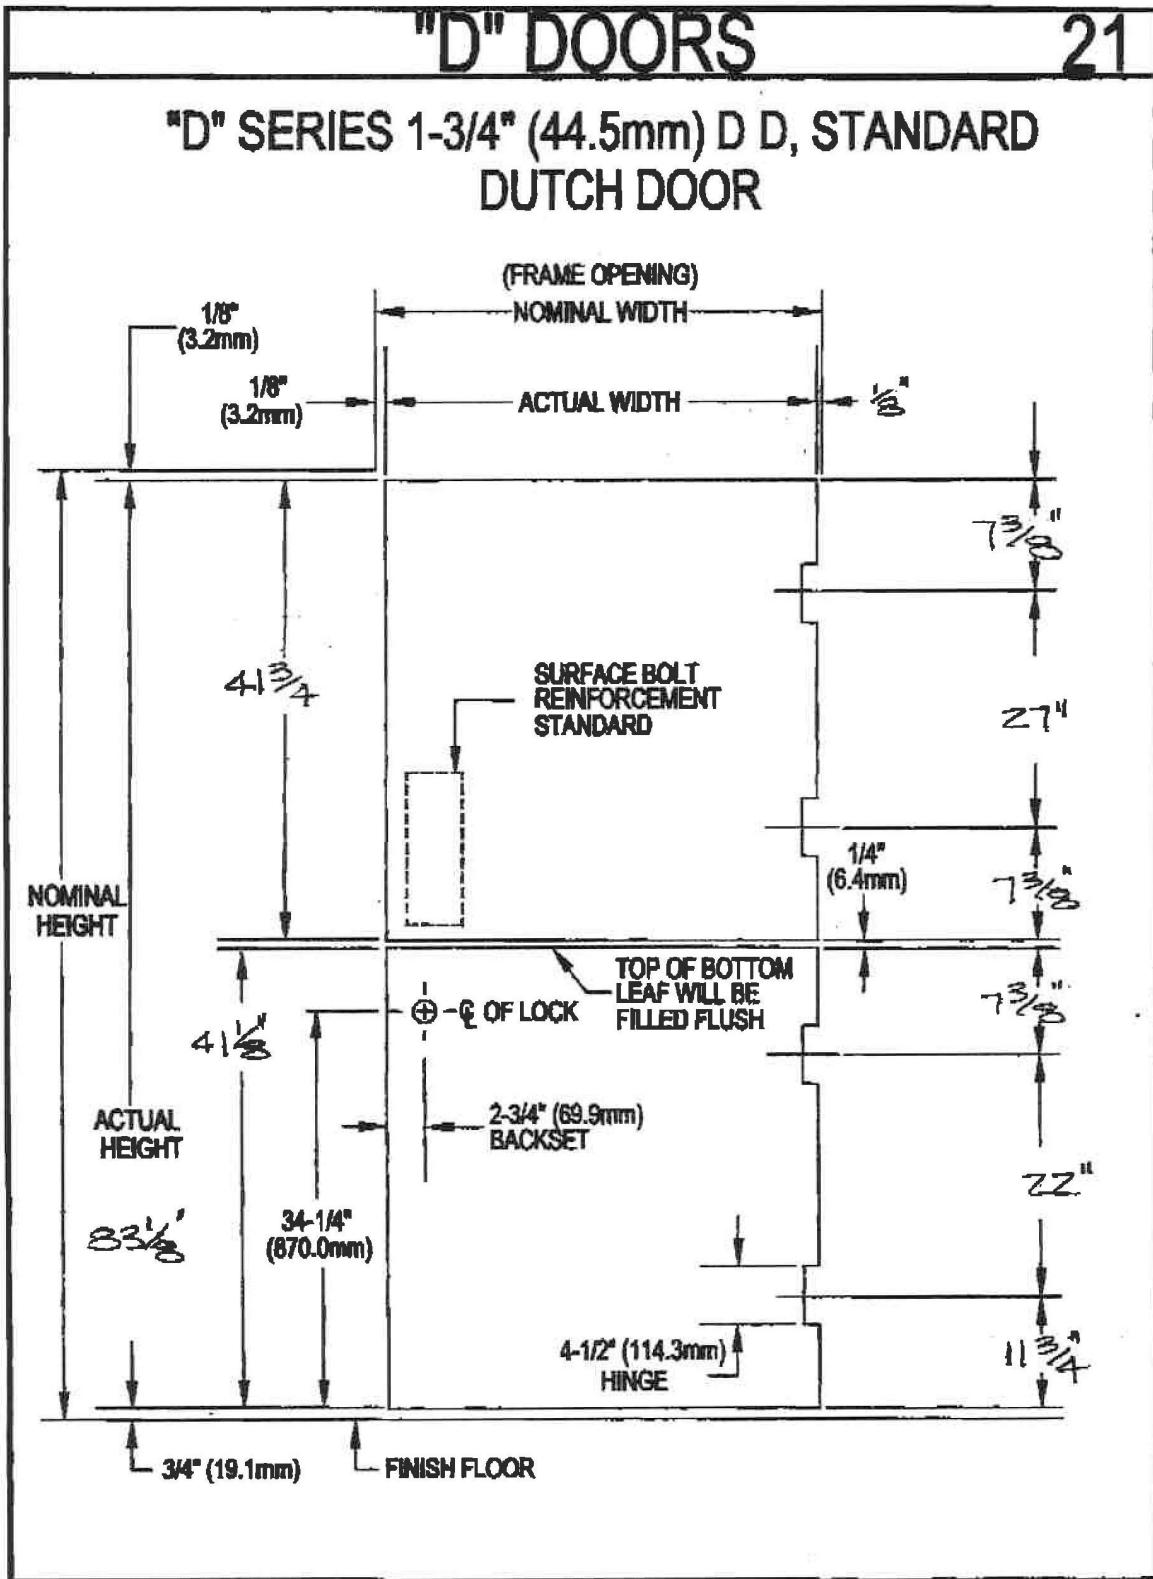 "D" DOORS 21
"D" SERIES 1-3/4" (44.5mm) D D, STANDARD
DUTCH DOOR
(FRAME OPENING)
NOMINAL WIDTH
1/8"
(3.2mm)
1/8"
(3.2mm)
ACTUAL WIDTH
1/8"
7 3/8"
41 3/4
SURFACE BOLT
REINFORCEMENT
STANDARD
27"
1/4"
(6.4mm)
7 3/8"
NOMINAL
HEIGHT
TOP OF BOTTOM
LEAF WILL BE
FILLED FLUSH
7 3/8"
℄ OF LOCK
41 1/8"
2-3/4" (69.9mm)
BACKSET
ACTUAL
HEIGHT
22"
83 1/8"
34-1/4"
(870.0mm)
4-1/2" (114.3mm)
HINGE
11 3/4"
3/4" (19.1mm)
FINISH FLOOR